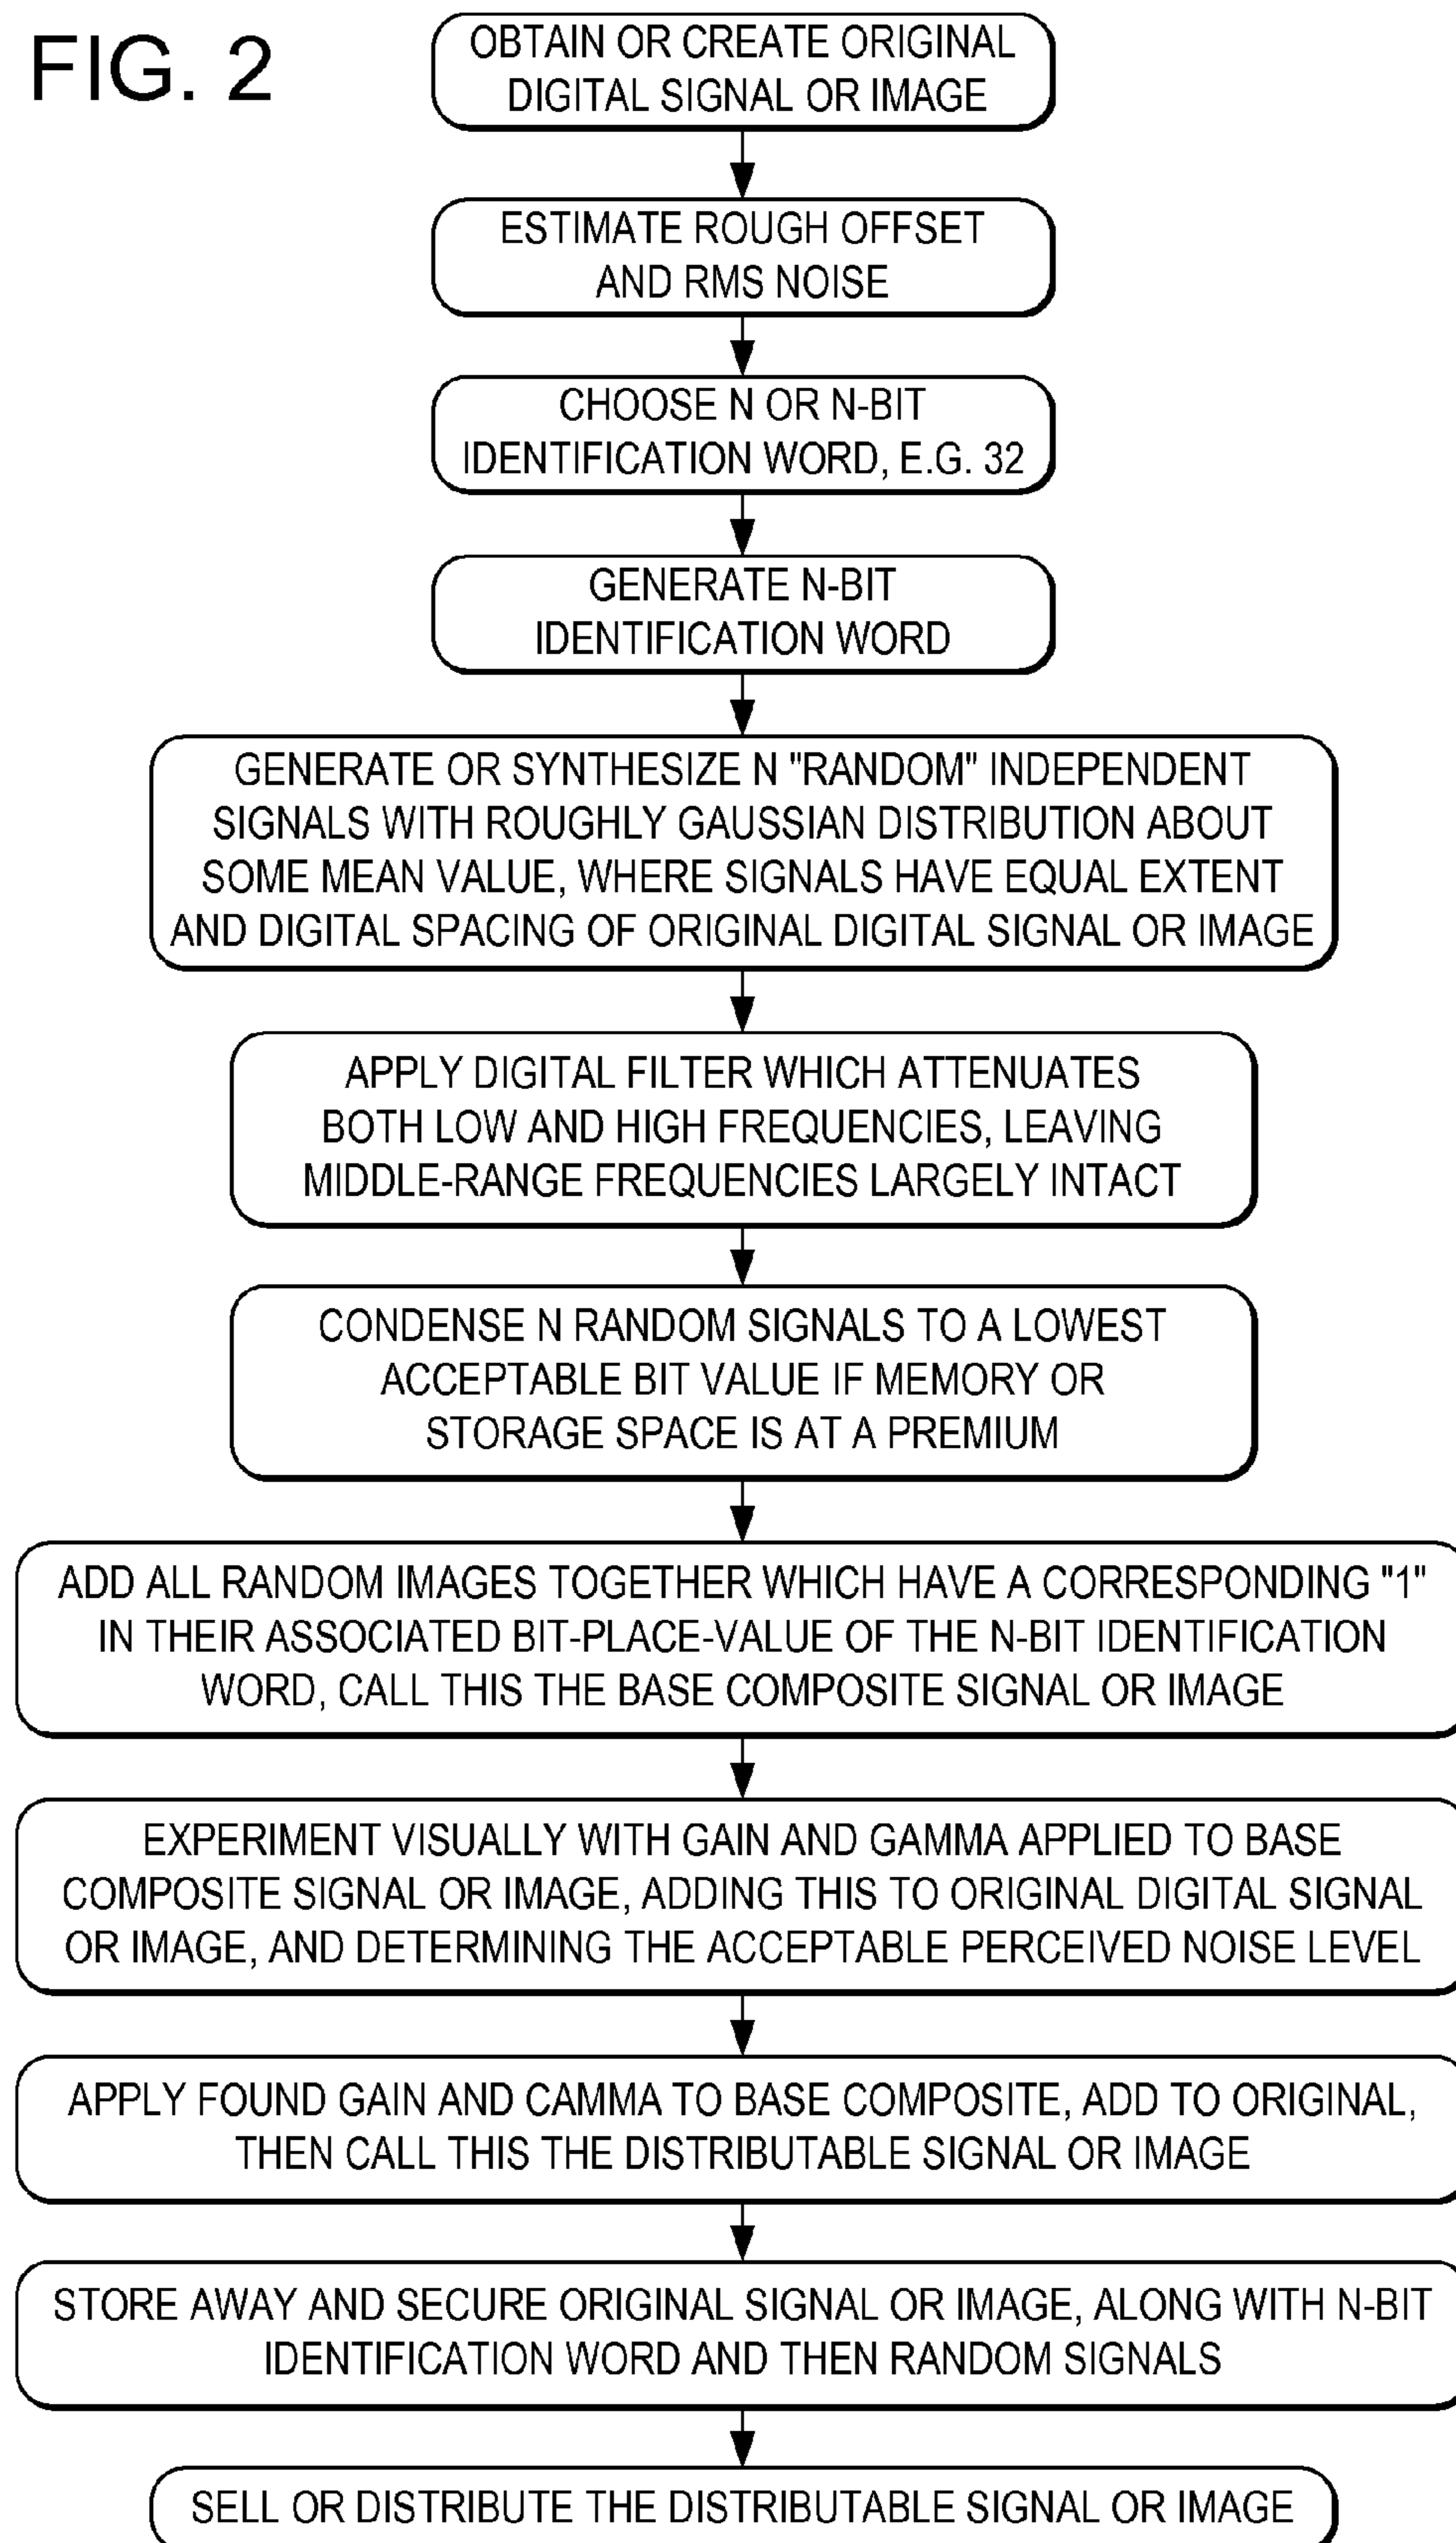 FIG. 2
OBTAIN OR CREATE ORIGINAL
DIGITAL SIGNAL OR IMAGE
ESTIMATE ROUGH OFFSET
AND RMS NOISE
CHOOSE N OR N-BIT
IDENTIFICATION WORD, E.G. 32
GENERATE N-BIT
IDENTIFICATION WORD
GENERATE OR SYNTHESIZE N "RANDOM" INDEPENDENT
SIGNALS WITH ROUGHLY GAUSSIAN DISTRIBUTION ABOUT
SOME MEAN VALUE, WHERE SIGNALS HAVE EQUAL EXTENT
AND DIGITAL SPACING OF ORIGINAL DIGITAL SIGNAL OR IMAGE
APPLY DIGITAL FILTER WHICH ATTENUATES
BOTH LOW AND HIGH FREQUENCIES, LEAVING
MIDDLE-RANGE FREQUENCIES LARGELY INTACT
CONDENSE N RANDOM SIGNALS TO A LOWEST
ACCEPTABLE BIT VALUE IF MEMORY OR
STORAGE SPACE IS AT A PREMIUM
ADD ALL RANDOM IMAGES TOGETHER WHICH HAVE A CORRESPONDING "1"
IN THEIR ASSOCIATED BIT-PLACE-VALUE OF THE N-BIT IDENTIFICATION
WORD, CALL THIS THE BASE COMPOSITE SIGNAL OR IMAGE
EXPERIMENT VISUALLY WITH GAIN AND GAMMA APPLIED TO BASE
COMPOSITE SIGNAL OR IMAGE, ADDING THIS TO ORIGINAL DIGITAL SIGNAL
OR IMAGE, AND DETERMINING THE ACCEPTABLE PERCEIVED NOISE LEVEL
APPLY FOUND GAIN AND CAMMA TO BASE COMPOSITE, ADD TO ORIGINAL,
THEN CALL THIS THE DISTRIBUTABLE SIGNAL OR IMAGE
STORE AWAY AND SECURE ORIGINAL SIGNAL OR IMAGE, ALONG WITH N-BIT
IDENTIFICATION WORD AND THEN RANDOM SIGNALS
SELL OR DISTRIBUTE THE DISTRIBUTABLE SIGNAL OR IMAGE